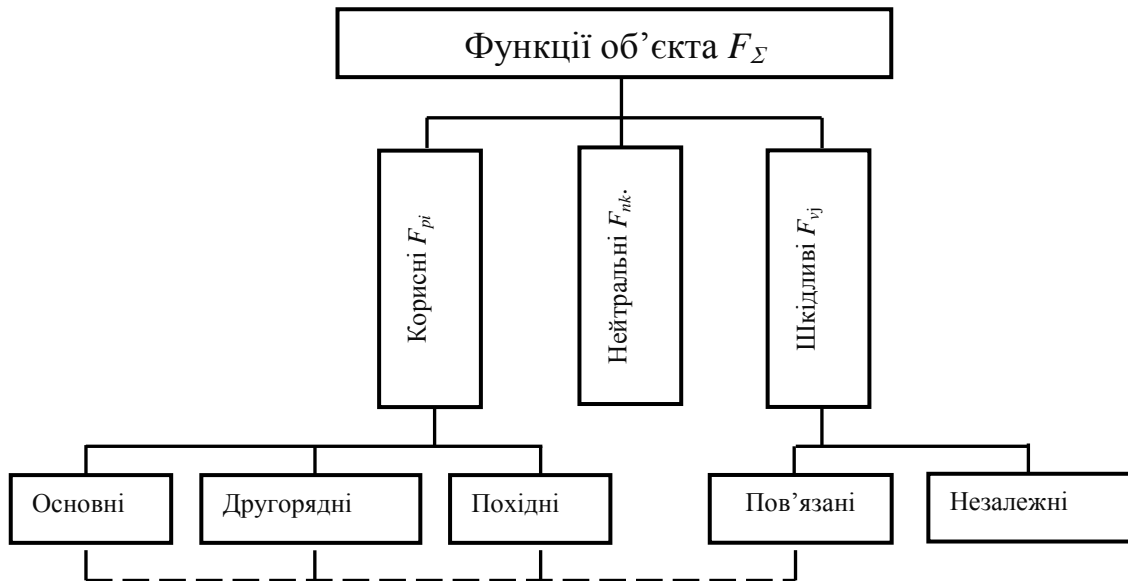 Функції об’єкта F_Σ
Корисні F_pi
Нейтральні F_nk.
Шкідливі F_vj
Основні
Другорядні
Похідні
Пов’язані
Незалежні